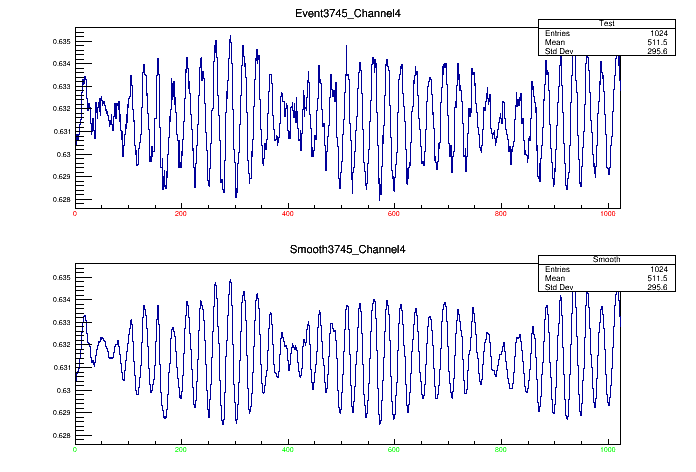 Event3745_Channel4
Test
Entries 1024
Mean 511.5
Std Dev 295.6
0.635
0.634
0.633
0.632
0.631
0.63
0.629
0.628
0 200 400 600 800 1000
Smooth3745_Channel4
Smooth
Entries 1024
Mean 511.5
Std Dev 295.6
0.635
0.634
0.633
0.632
0.631
0.63
0.629
0.628
0 200 400 600 800 1000